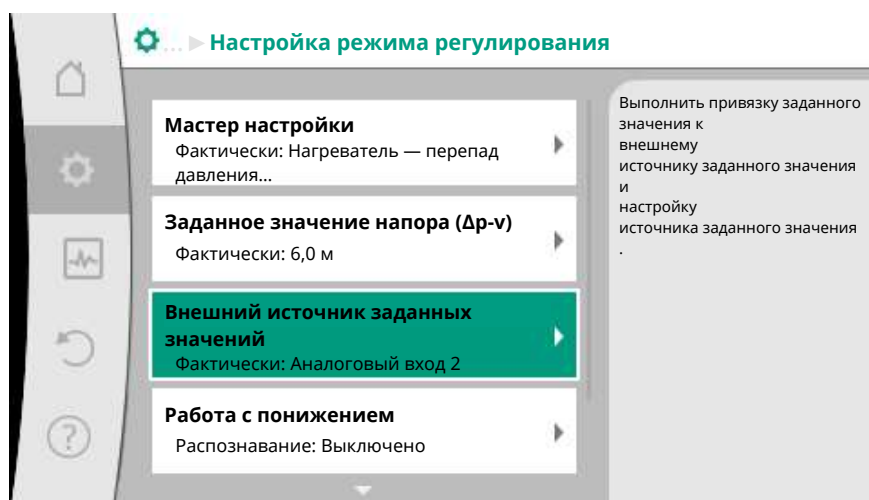 ... ▶ Настройка режима регулирования
Мастер настройки
Фактически: Нагреватель — перепад
давления...
Заданное значение напора (Δp-v)
Фактически: 6,0 м
Внешний источник заданных
значений
Фактически: Аналоговый вход 2
Работа с понижением
Распознавание: Выключено
Выполнить привязку заданного
значения к
внешнему
источнику заданного значения
и
настройку
источника заданного значения
.
?